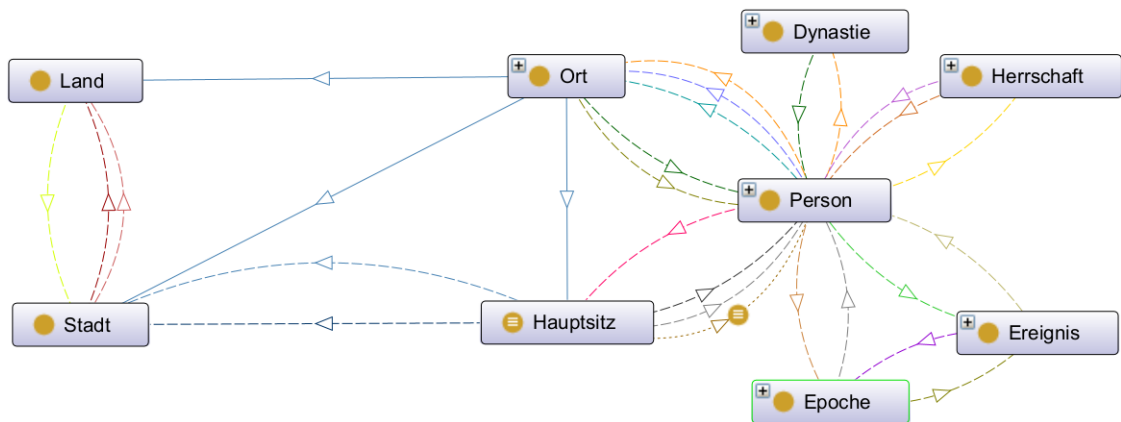 Dynastie
Land
Ort
Herrschaft
Person
Stadt
Hauptsitz
Ereignis
Epoche